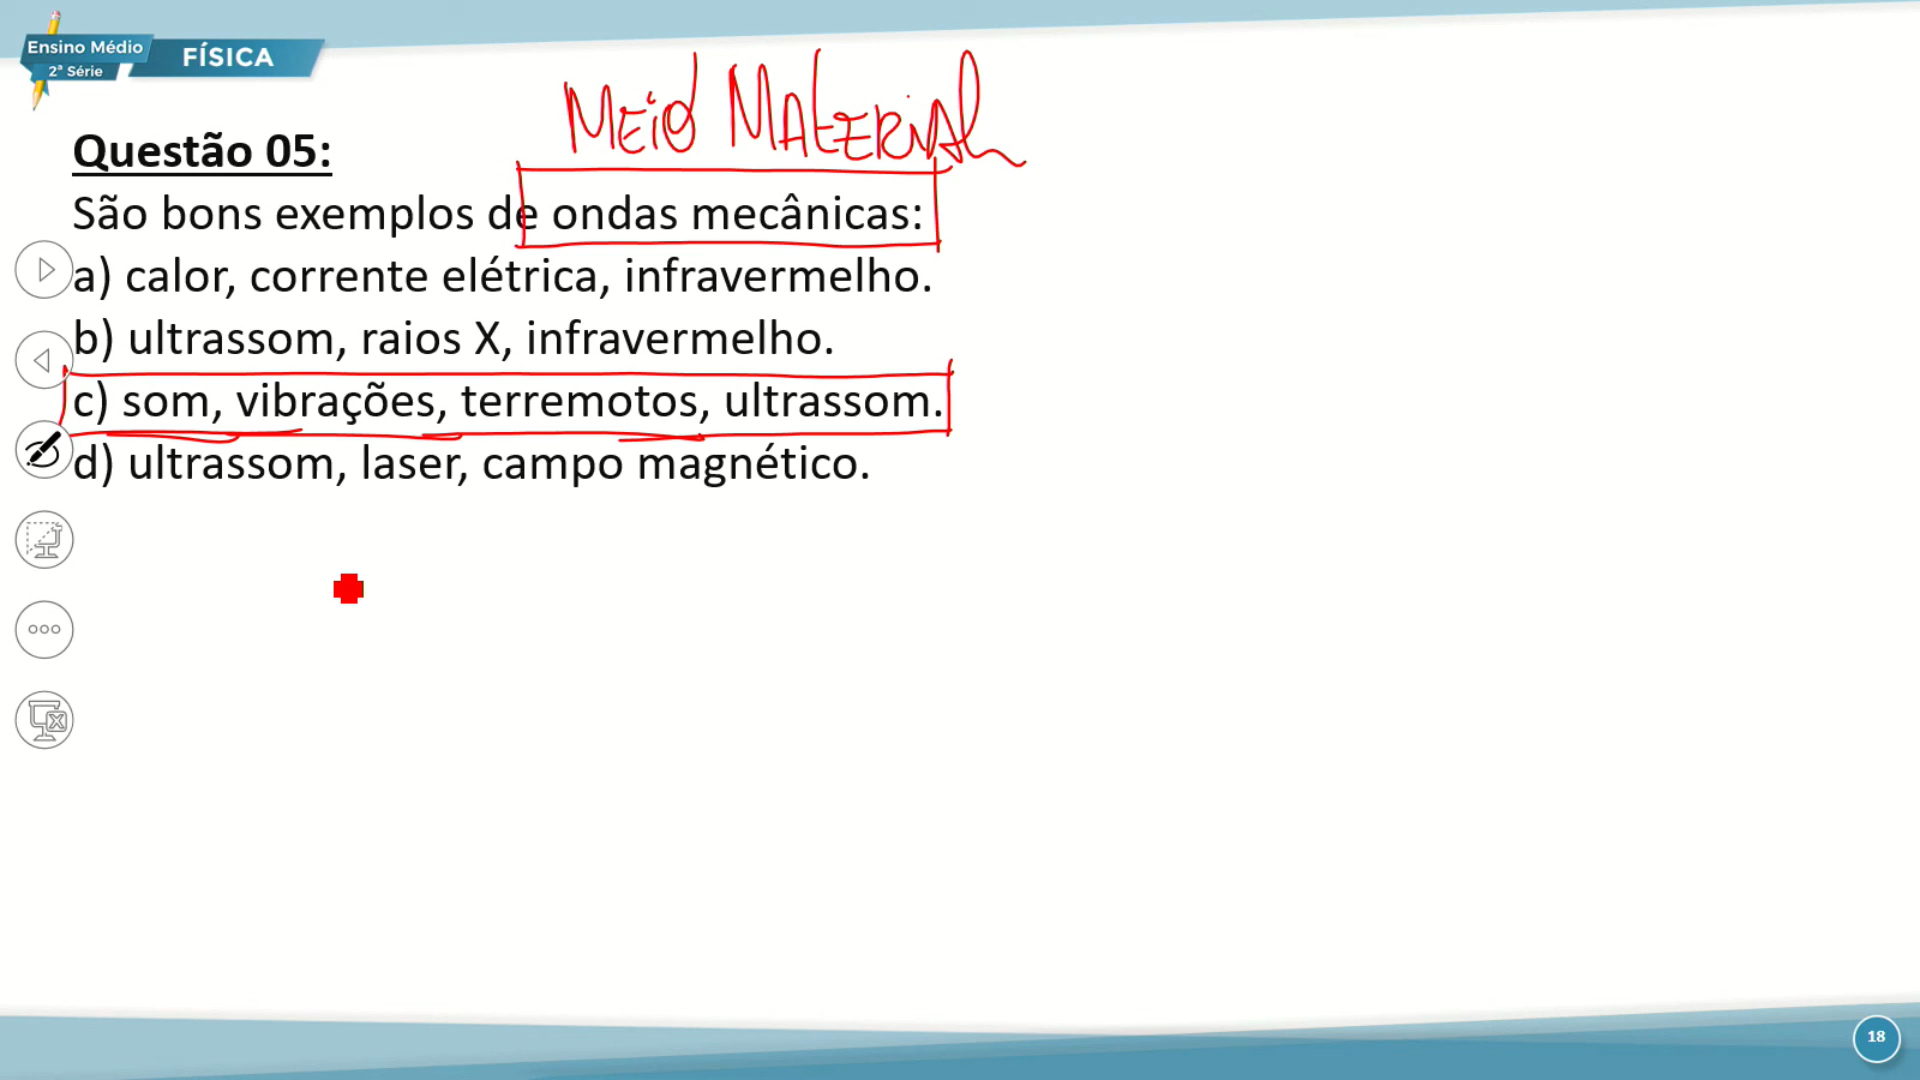 Ensino Médio
2ª Série
FÍSICA
MEIO MATERIAL
Questão 05:
São bons exemplos de ondas mecânicas:
a) calor, corrente elétrica, infravermelho.
b) ultrassom, raios X, infravermelho.
c) som, vibrações, terremotos, ultrassom.
d) ultrassom, laser, campo magnético.
18